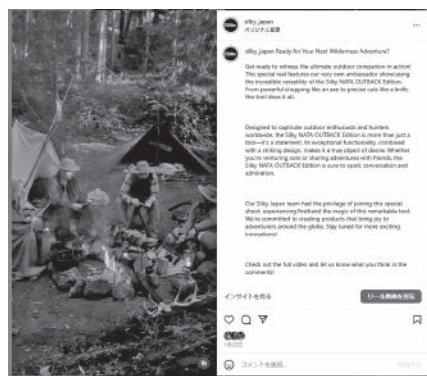 silky_japan
オリジナル音源
silky_japan Ready for Your Next Wilderness Adventure?
Get ready to witness the ultimate outdoor companion in action!
This special reel features our very own ambassador showcasing
the incredible versatility of the Silky NATA OUTBACK Edition.
From powerful chopping like an axe to precise cuts like a knife,
this tool does it all.
Designed to captivate outdoor enthusiasts and hunters
worldwide, the Silky NATA OUTBACK Edition is more than just a
tool—it's a statement. Its exceptional functionality, combined
with a striking design, makes it a true object of desire. Whether
you're venturing solo or sharing adventures with friends, the
Silky NATA OUTBACK Edition is sure to spark conversation and
admiration.
Our Silky Japan team had the privilege of joining this special
shoot, experiencing firsthand the magic of this remarkable tool.
We're committed to creating products that bring joy to
adventurers around the globe. Stay tuned for more exciting
innovations!
Check out the full video and let us know what you think in the
comments!
インサイトを見る
リール動画を宣伝
コメントを追加...